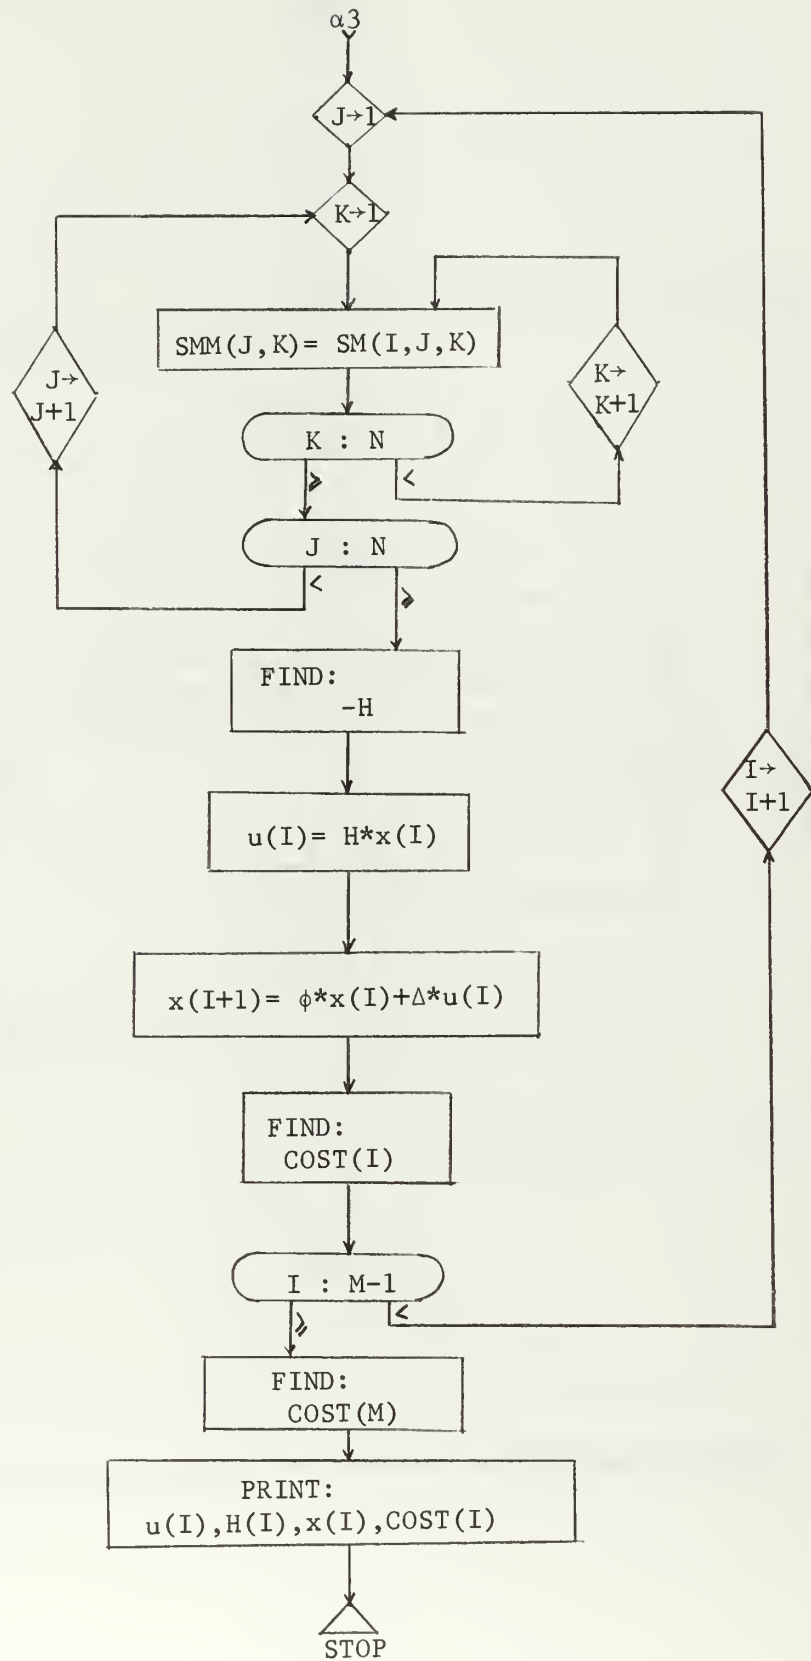 α3
J→1
K→1
SMM(J,K)= SM(I,J,K)
J→
J+1
K→
K+1
K : N
⩾
<
J : N
<
⩾
FIND:
-H
I→
I+1
u(I)= H*x(I)
x(I+1)= ϕ*x(I)+Δ*u(I)
FIND:
COST(I)
I : M-1
⩾
<
FIND:
COST(M)
PRINT:
u(I),H(I),x(I),COST(I)
STOP